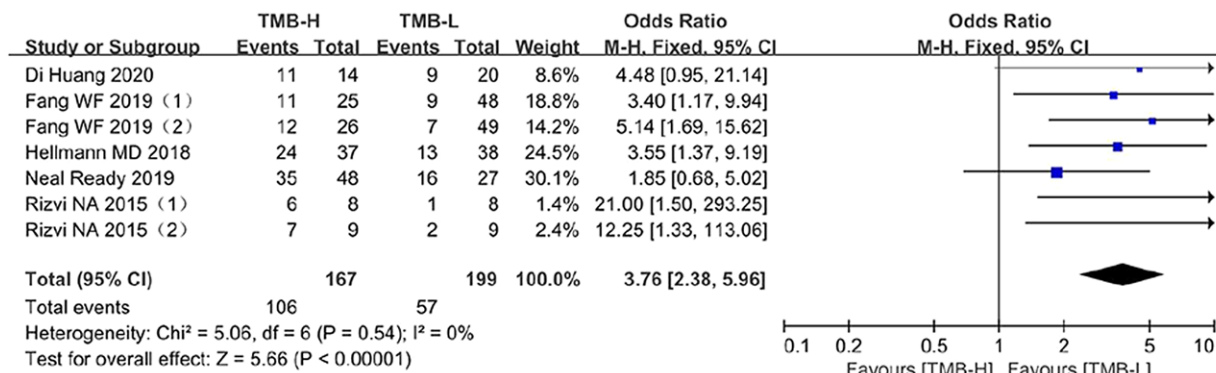 TMB-H TMB-L Odds Ratio Odds Ratio
Study or Subgroup Events Total Events Total Weight M-H, Fixed, 95% CI M-H, Fixed, 95% CI
Di Huang 2020 11 14 9 20 8.6% 4.48 [0.95, 21.14]
Fang WF 2019（1） 11 25 9 48 18.8% 3.40 [1.17, 9.94]
Fang WF 2019（2） 12 26 7 49 14.2% 5.14 [1.69, 15.62]
Hellmann MD 2018 24 37 13 38 24.5% 3.55 [1.37, 9.19]
Neal Ready 2019 35 48 16 27 30.1% 1.85 [0.68, 5.02]
Rizvi NA 2015（1） 6 8 1 8 1.4% 21.00 [1.50, 293.25]
Rizvi NA 2015（2） 7 9 2 9 2.4% 12.25 [1.33, 113.06]
Total (95% CI) 167 199 100.0% 3.76 [2.38, 5.96]
Total events 106 57
Heterogeneity: Chi² = 5.06, df = 6 (P = 0.54); I² = 0%
Test for overall effect: Z = 5.66 (P < 0.00001)
0.1 0.2 0.5 1 2 5 10
Favours [TMB-H] Favours [TMB-L]